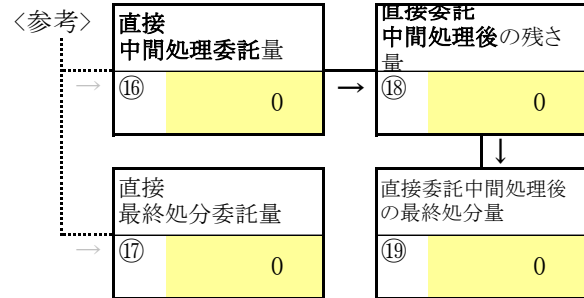 〈参考〉
直接
中間処理委託量
→
⑯
0
→
直接委託
中間処理後の残さ
量
⑱
0
↓
直接
最終処分委託量
→
⑰
0
直接委託中間処理後
の最終処分量
⑲
0